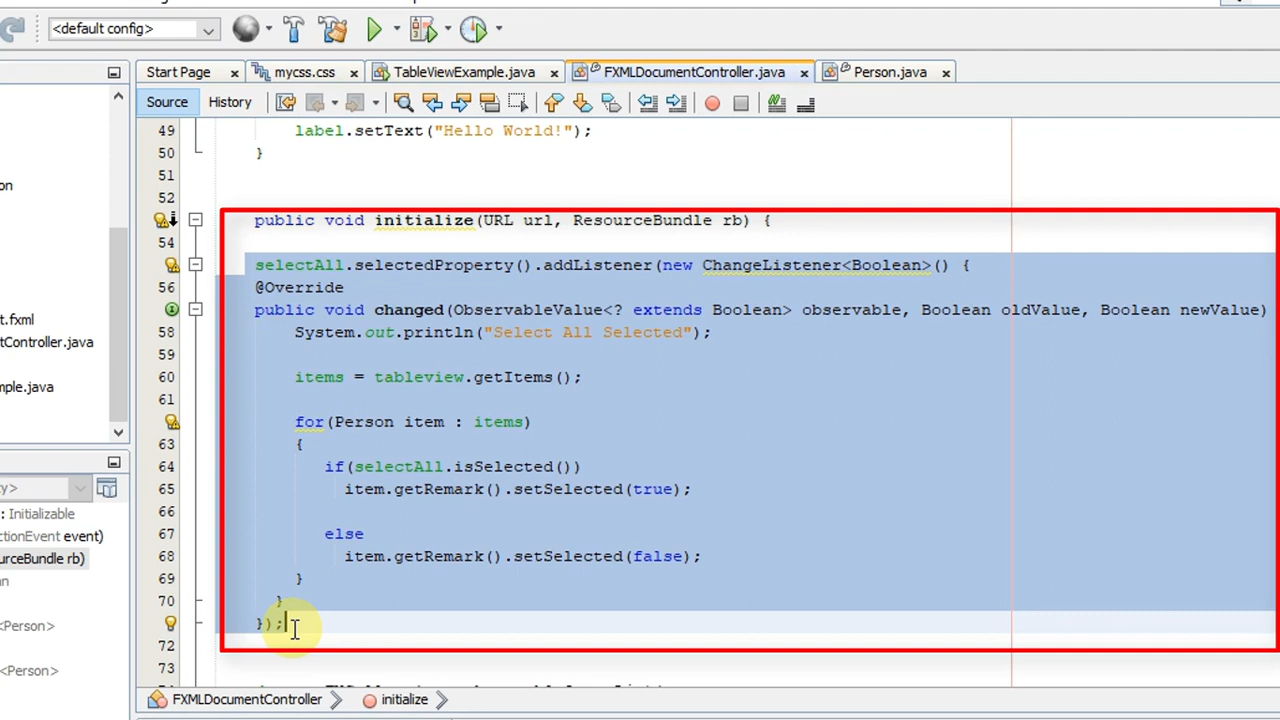 <default config>
Start Page
mycss.css
TableViewExample.java
FXMLDocumentController.java
Person.java
Source
History
49 label.setText("Hello World!");
50 }
51
52
public void initialize(URL url, ResourceBundle rb) {
54
selectAll.selectedProperty().addListener(new ChangeListener<Boolean>() {
56 @Override
public void changed(ObservableValue<? extends Boolean> observable, Boolean oldValue, Boolean newValue)
58 System.out.println("Select All Selected");
59
60 items = tableview.getItems();
61
for(Person item : items)
63 {
64 if(selectAll.isSelected())
65 item.getRemark().setSelected(true);
66
67 else
68 item.getRemark().setSelected(false);
69 }
70 }
});
72
73
on
t.fxml
tController.java
mple.java
y>
: Initializable
ctionEvent event)
urceBundle rb)
an
<Person>
<Person>
FXMLDocumentController
initialize